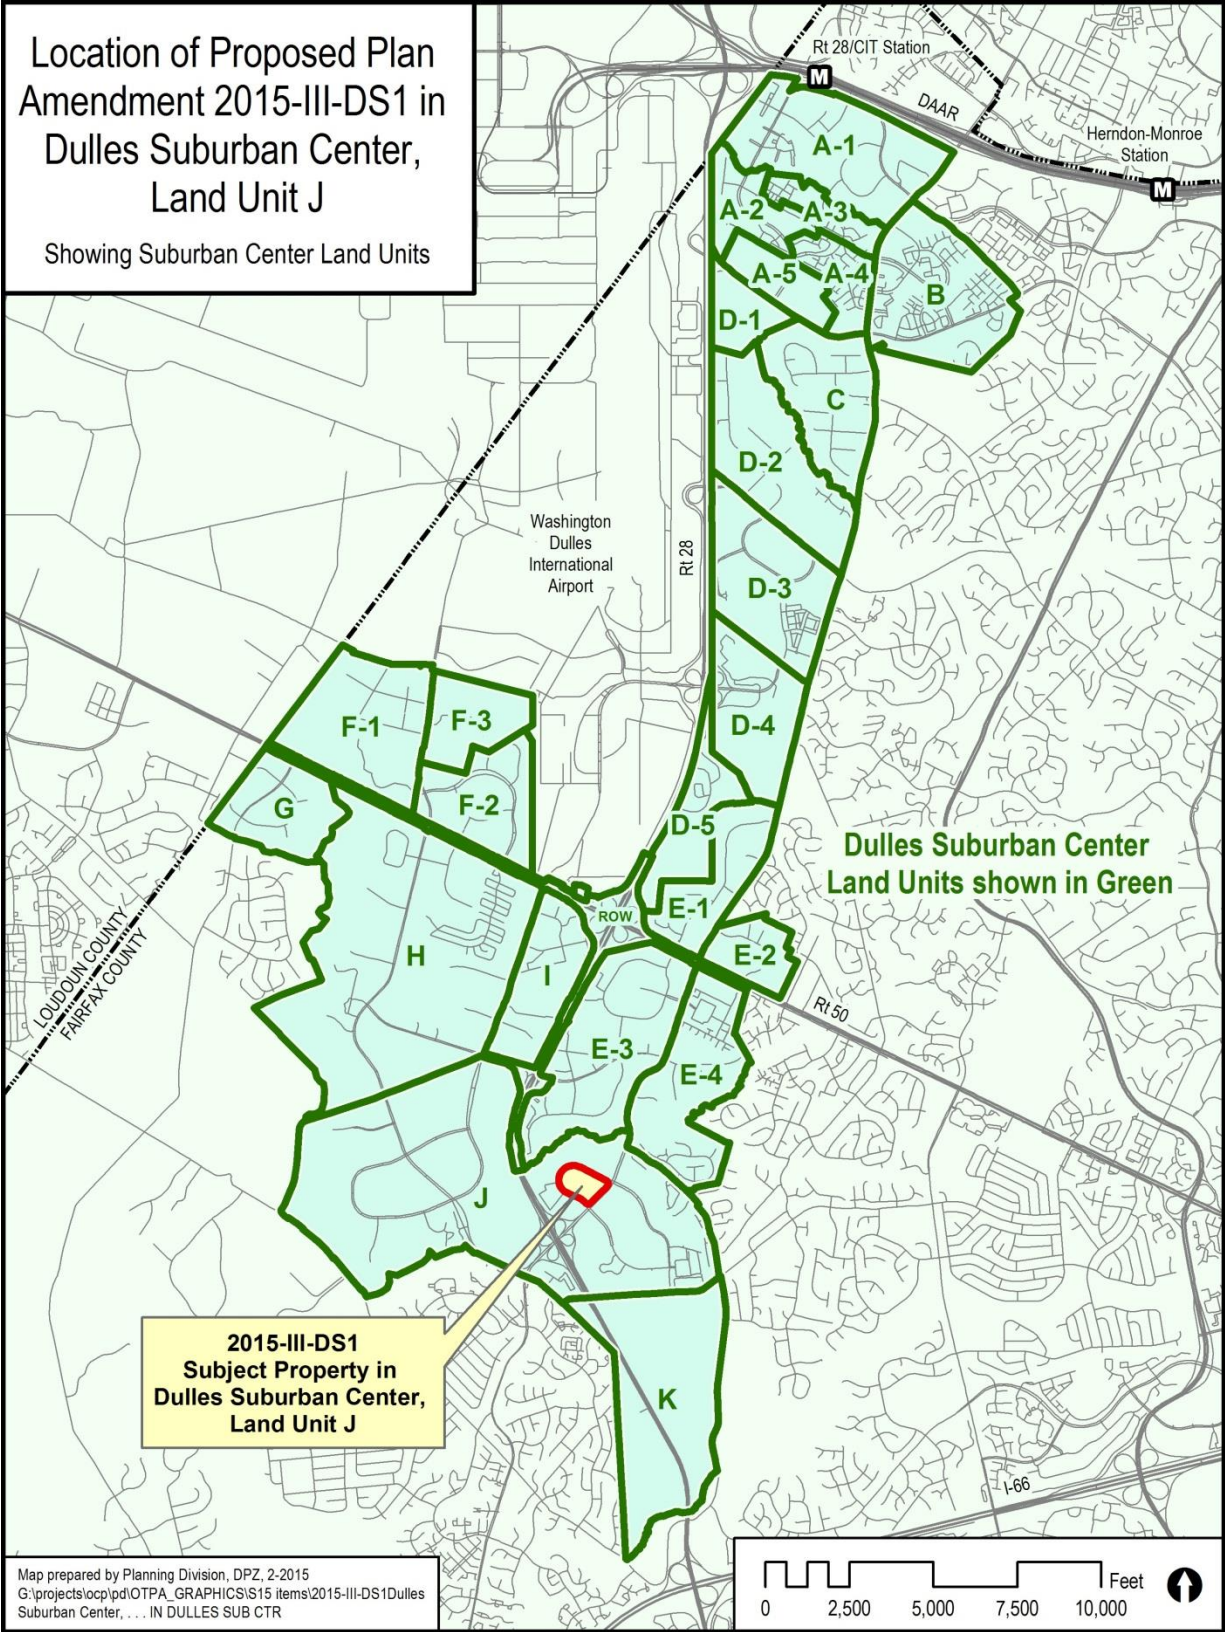 Location of Proposed Plan
Amendment 2015-III-DS1 in
Dulles Suburban Center,
Land Unit J
Showing Suburban Center Land Units
Rt 28/CIT Station
M
DAAR
Herndon-Monroe
Station
M
A-1
A-2
A-3
A-5
A-4
B
D-1
C
D-2
Washington
Dulles
International
Airport
Rt 28
D-3
D-4
F-1
F-3
F-2
G
D-5
Dulles Suburban Center
Land Units shown in Green
ROW
E-1
E-2
H
I
LOUDOUN COUNTY
FAIRFAX COUNTY
Rt 50
E-3
E-4
J
2015-III-DS1
Subject Property in
Dulles Suburban Center,
Land Unit J
K
I-66
Map prepared by Planning Division, DPZ, 2-2015
G:\projects\ocp\pd\OTPA_GRAPHICS\S15 items\2015-III-DS1Dulles
Suburban Center, . . . IN DULLES SUB CTR
Feet
0 2,500 5,000 7,500 10,000